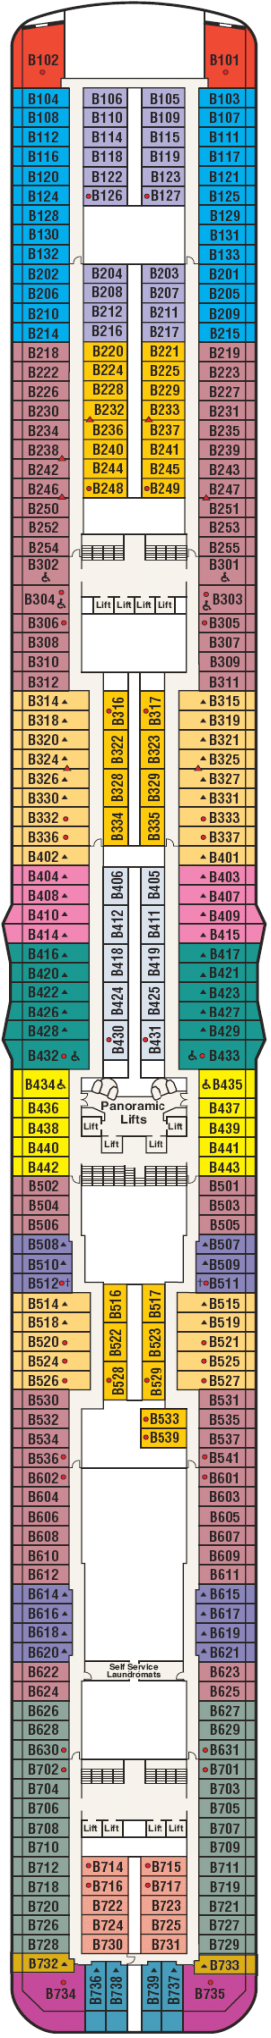 B102 B101
B104 B106 B105 B103
B108 B110 B109 B107
B112 B114 B115 B111
B116 B118 B119 B117
B120 B122 B123 B121
B124 B126 B127 B125
B128 B129
B130 B131
B132 B133
B202 B204 B203 B201
B206 B208 B207 B205
B210 B212 B211 B209
B214 B216 B217 B215
B218 B220 B221 B219
B222 B224 B225 B223
B226 B228 B229 B227
B230 B232 B233 B231
B234 B236 B237 B235
B238 B240 B241 B239
B242 B244 B245 B243
B246 B248 B249 B247
B250 B251
B252 B253
B254 B255
B302 B301
B304 Lift Lift Lift Lift B303
B306 B305
B308 B307
B310 B309
B312 B311
B314 B316 B317 B315
B318 B319
B320 B322 B323 B321
B324 B325
B326 B328 B329 B327
B330 B331
B332 B334 B335 B333
B336 B337
B402 B401
B404 B406 B405 B403
B408 B407
B410 B412 B411 B409
B414 B415
B416 B418 B419 B417
B420 B421
B422 B424 B425 B423
B426 B427
B428 B430 B431 B429
B432 B433
B434 B435
B436 Panoramic B437
Lifts
B438 Lift Lift B439
B440 Lift Lift B441
B442 B443
B502 B501
B504 B503
B506 B505
B508 B507
B510 B509
B512 B511
B514 B516 B517 B515
B518 B519
B520 B522 B523 B521
B524 B525
B526 B528 B529 B527
B530 B531
B532 B533 B535
B534 B539 B537
B536 B541
B602 B601
B604 B603
B606 B605
B608 B607
B610 B609
B612 B611
B614 B615
B616 B617
B618 B619
B620 B621
B622 Self Service B623
Laundromats
B624 B625
B626 B627
B628 B629
B630 B631
B702 B701
B704 B703
B706 B705
B708 Lift Lift Lift Lift B707
B710 B709
B712 B714 B715 B711
B718 B716 B717 B719
B720 B722 B723 B721
B726 B724 B725 B727
B728 B730 B731 B729
B732 B733
B734 B736 B738 B739 B737 B735